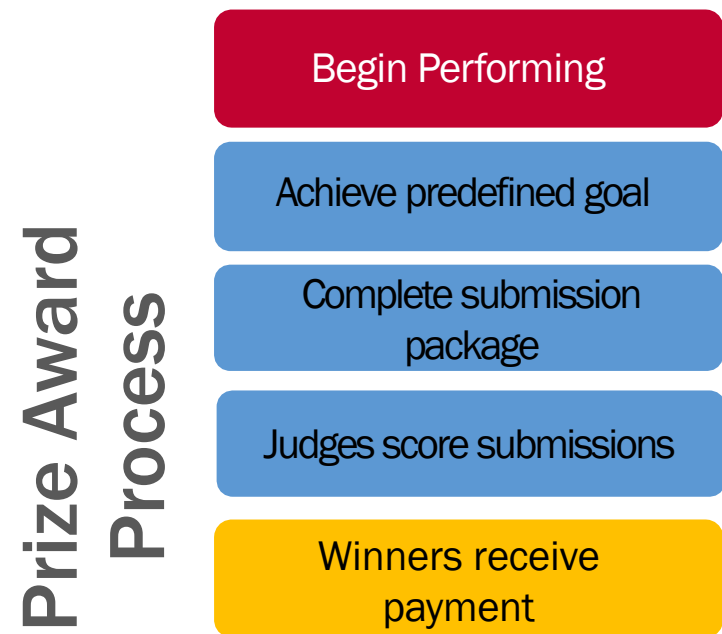 Prize Award
Process
Begin Performing
Achieve predefined goal
Complete submission
package
Judges score submissions
Winners receive
payment